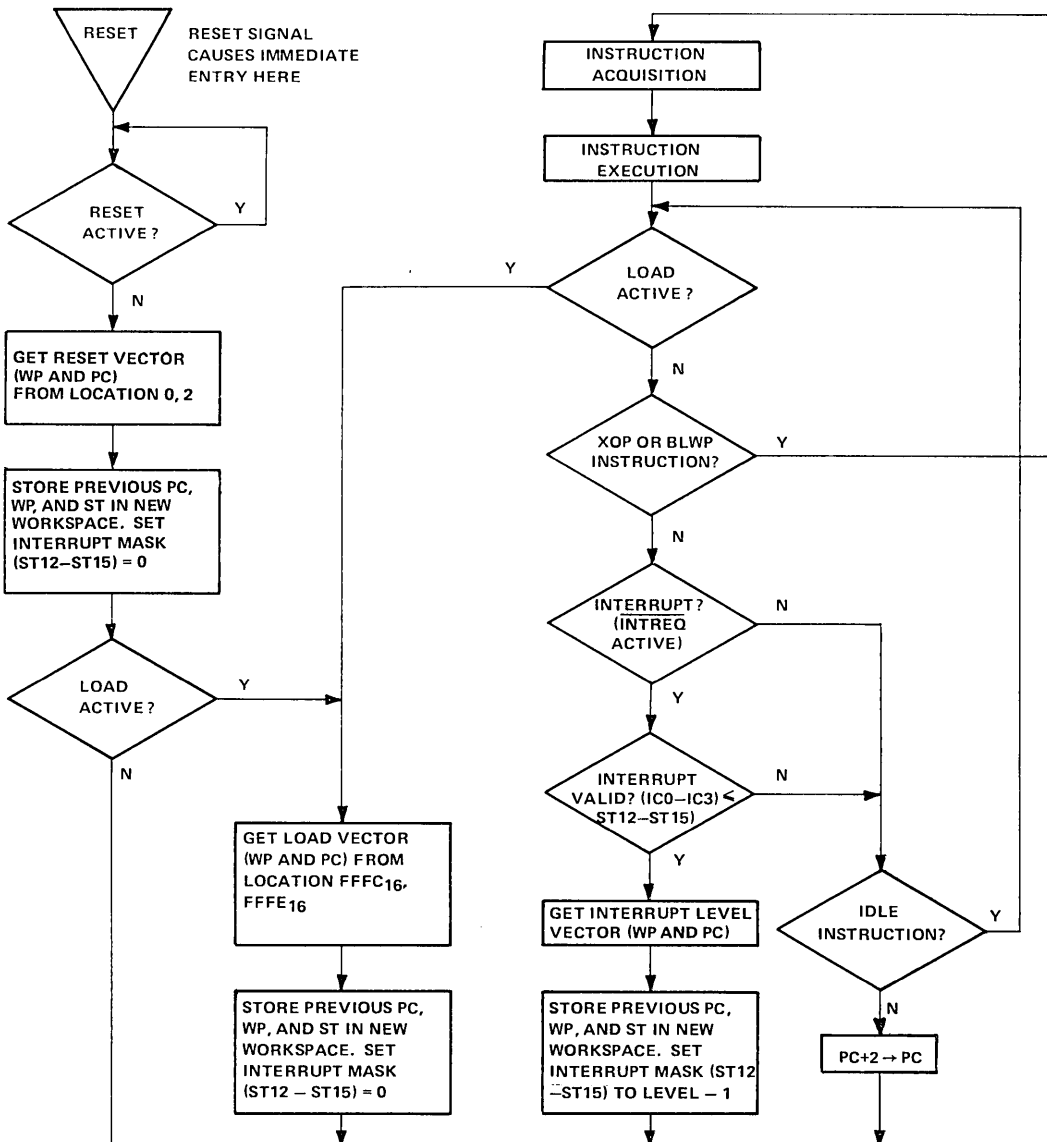 RESET
RESET SIGNAL
CAUSES IMMEDIATE
ENTRY HERE
RESET
ACTIVE?
Y
N
GET RESET VECTOR
(WP AND PC)
FROM LOCATION 0, 2
STORE PREVIOUS PC,
WP, AND ST IN NEW
WORKSPACE. SET
INTERRUPT MASK
(ST12–ST15) = 0
LOAD
ACTIVE?
Y
N
GET LOAD VECTOR
(WP AND PC) FROM
LOCATION FFFC16,
FFFE16
STORE PREVIOUS PC,
WP, AND ST IN NEW
WORKSPACE. SET
INTERRUPT MASK
(ST12 – ST15) = 0
INSTRUCTION
ACQUISITION
INSTRUCTION
EXECUTION
LOAD
ACTIVE?
Y
N
XOP OR BLWP
INSTRUCTION?
Y
N
INTERRUPT?
(INTREQ
ACTIVE)
N
Y
INTERRUPT
VALID? (IC0–IC3) ≤
ST12–ST15)
N
Y
GET INTERRUPT LEVEL
VECTOR (WP AND PC)
STORE PREVIOUS PC,
WP, AND ST IN NEW
WORKSPACE. SET
INTERRUPT MASK (ST12
–ST15) TO LEVEL – 1
IDLE
INSTRUCTION?
Y
N
PC+2 → PC